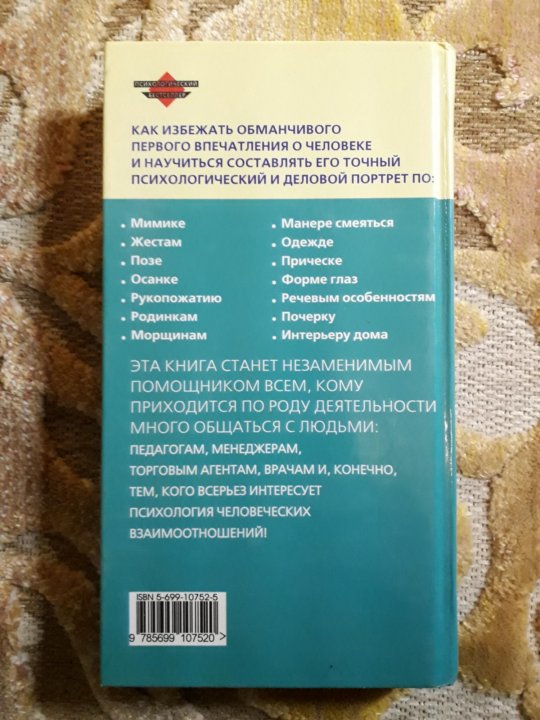 ПСИХОЛОГИЧЕСКИЙ
БЕСТСЕЛЛЕР
КАК ИЗБЕЖАТЬ ОБМАНЧИВОГО
ПЕРВОГО ВПЕЧАТЛЕНИЯ О ЧЕЛОВЕКЕ
И НАУЧИТЬСЯ СОСТАВЛЯТЬ ЕГО ТОЧНЫЙ
ПСИХОЛОГИЧЕСКИЙ И ДЕЛОВОЙ ПОРТРЕТ ПО:
• Мимике
• Жестам
• Позе
• Осанке
• Рукопожатию
• Родинкам
• Морщинам
• Манере смеяться
• Одежде
• Прическе
• Форме глаз
• Речевым особенностям
• Почерку
• Интерьеру дома
ЭТА КНИГА СТАНЕТ НЕЗАМЕНИМЫМ
ПОМОЩНИКОМ ВСЕМ, КОМУ
ПРИХОДИТСЯ ПО РОДУ ДЕЯТЕЛЬНОСТИ
МНОГО ОБЩАТЬСЯ С ЛЮДЬМИ:
ПЕДАГОГАМ, МЕНЕДЖЕРАМ,
ТОРГОВЫМ АГЕНТАМ, ВРАЧАМ И, КОНЕЧНО,
ТЕМ, КОГО ВСЕРЬЕЗ ИНТЕРЕСУЕТ
ПСИХОЛОГИЯ ЧЕЛОВЕЧЕСКИХ
ВЗАИМООТНОШЕНИЙ!
ISBN 5-699-10752-5
9 785699 107520 >